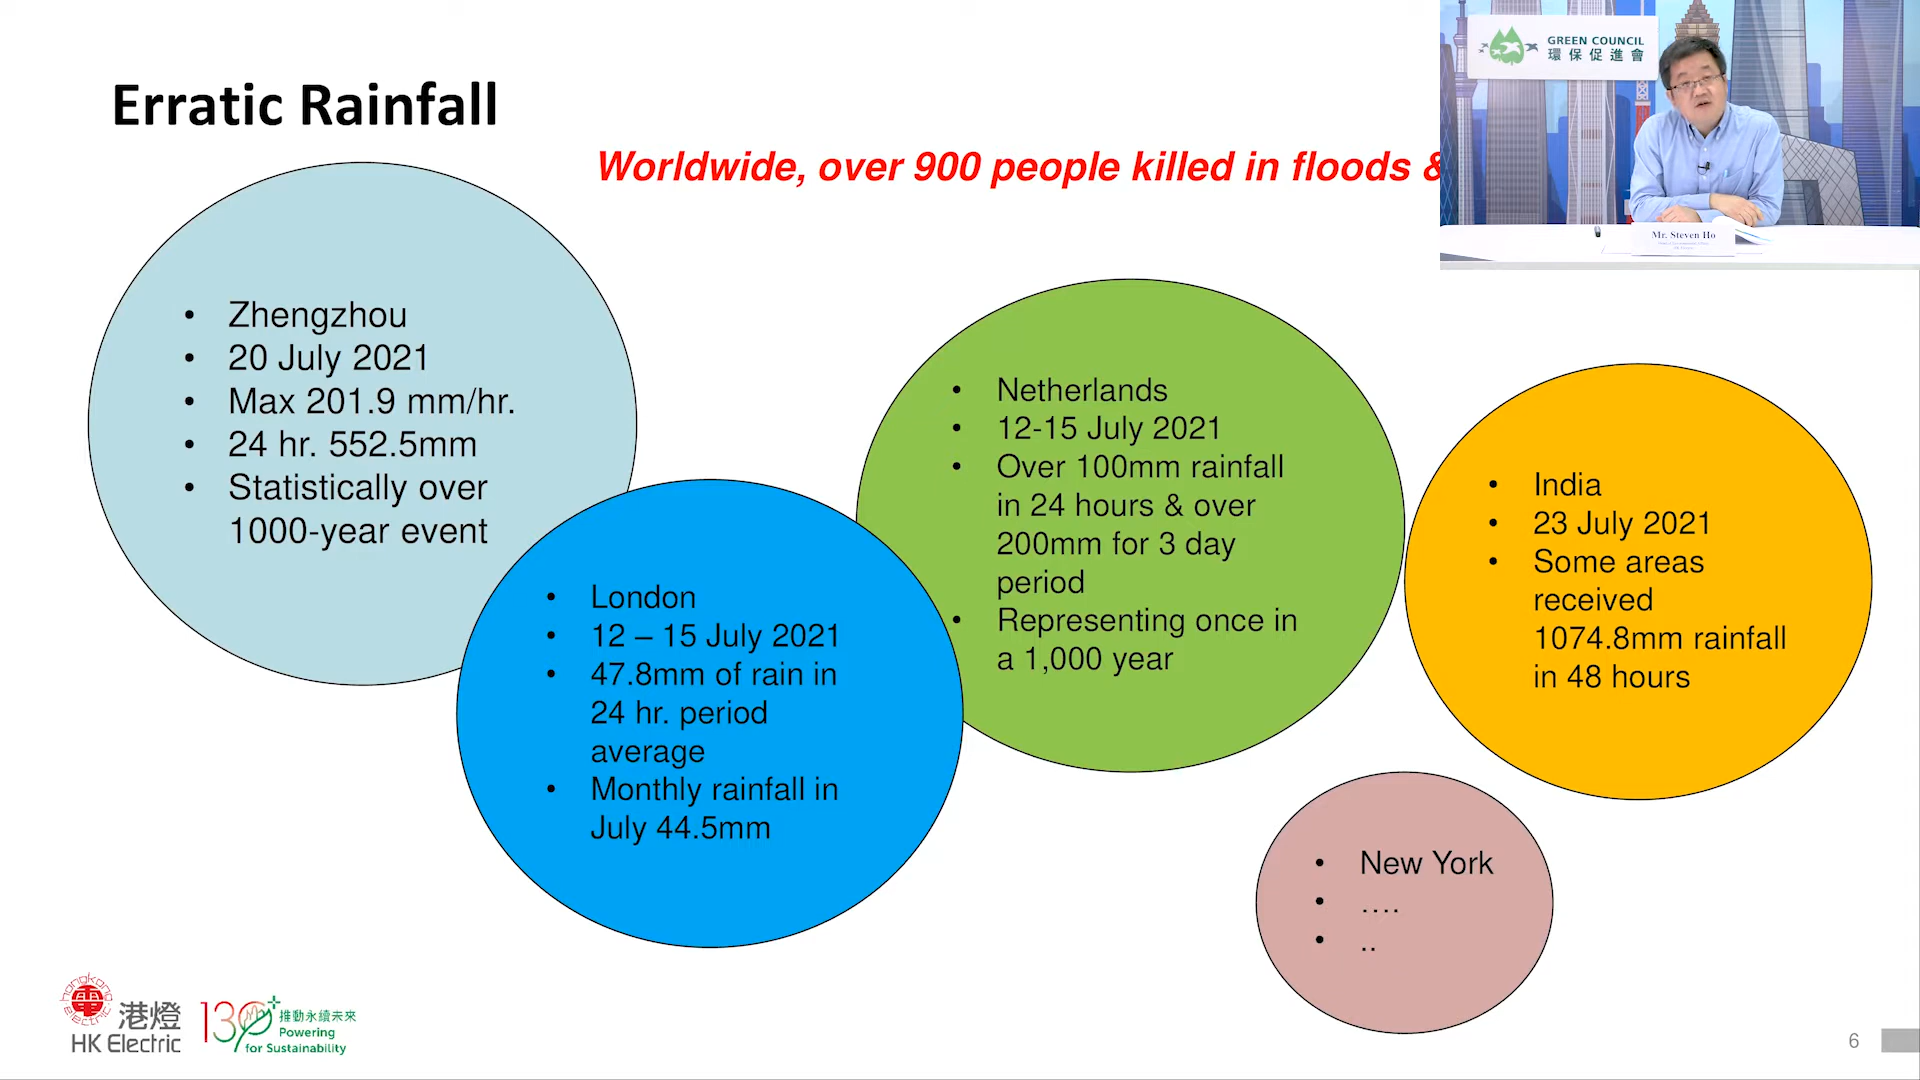 Erratic Rainfall
Worldwide, over 900 people killed in floods &
GREEN COUNCIL
環保促進會
Mr. Steven Ho
• Zhengzhou
• 20 July 2021
• Max 201.9 mm/hr.
• 24 hr. 552.5mm
• Statistically over
1000-year event
• London
• 12 – 15 July 2021
• 47.8mm of rain in
24 hr. period
average
• Monthly rainfall in
July 44.5mm
• Netherlands
• 12-15 July 2021
• Over 100mm rainfall
in 24 hours & over
200mm for 3 day
period
• Representing once in
a 1,000 year
• India
• 23 July 2021
• Some areas
received
1074.8mm rainfall
in 48 hours
• New York
• ....
• ..
hongkong
電
electric
港燈
HK Electric
130+
推動永續未來
Powering
for Sustainability
6